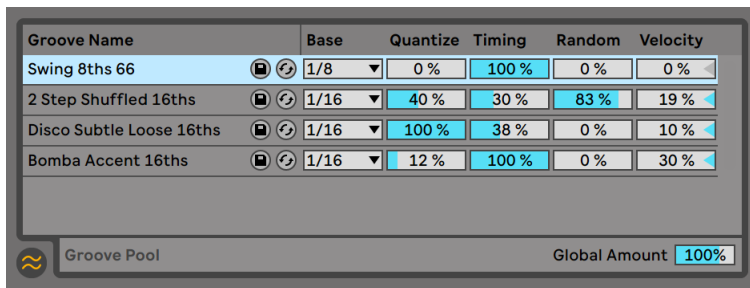 Groove Name Base Quantize Timing Random Velocity
Swing 8ths 66 1/8 0 % 100 % 0 % 0 %
2 Step Shuffled 16ths 1/16 40 % 30 % 83 % 19 %
Disco Subtle Loose 16ths 1/16 100 % 38 % 0 % 10 %
Bomba Accent 16ths 1/16 12 % 100 % 0 % 30 %
Groove Pool Global Amount 100%